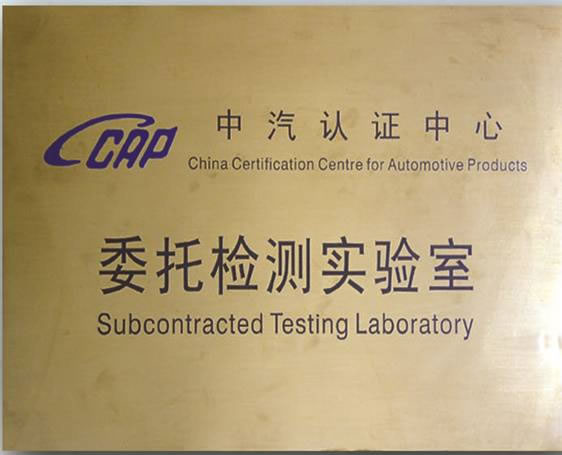 CCAP 中汽认证中心
China Certification Centre for Automotive Products
委托检测实验室
Subcontracted Testing Laboratory